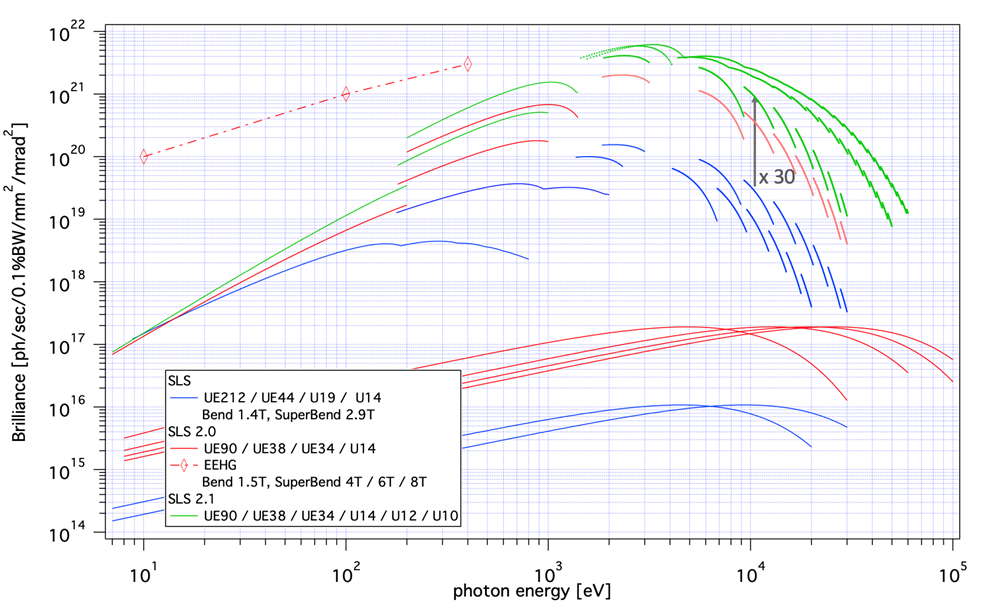 10^22
10^21
10^20
10^19
10^18
10^17
10^16
10^15
10^14
Brilliance [ph/sec/0.1%BW/mm^2/mrad^2]
x 30
SLS
UE212 / UE44 / U19 / U14
Bend 1.4T, SuperBend 2.9T
SLS 2.0
UE90 / UE38 / UE34 / U14
EEHG
Bend 1.5T, SuperBend 4T / 6T / 8T
SLS 2.1
UE90 / UE38 / UE34 / U14 / U12 / U10
10^1 10^2 10^3 10^4 10^5
photon energy [eV]